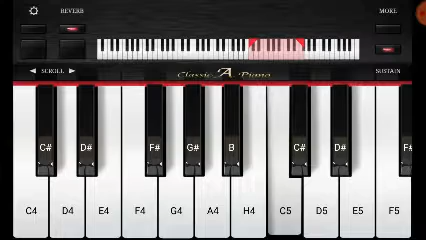 REVERB
MORE
SCROLL
Classic A Piano
SUSTAIN
C# D# F# G# B C# D# F#
C4 D4 E4 F4 G4 A4 H4 C5 D5 E5 F5